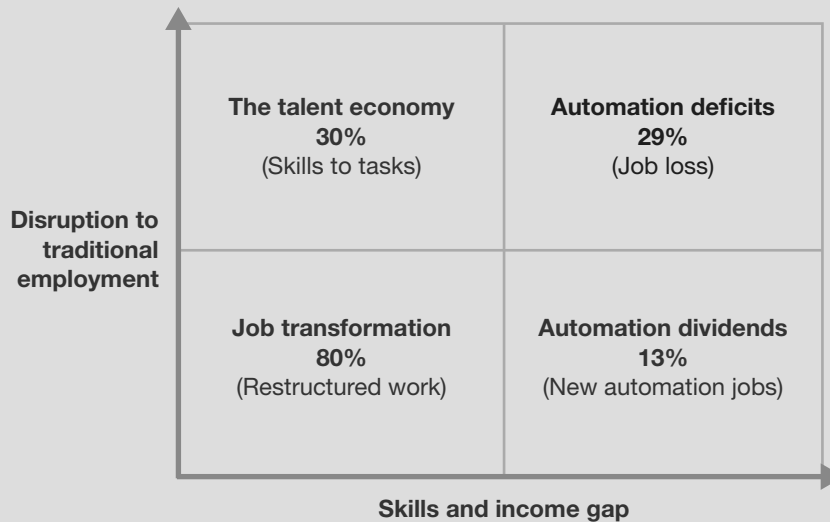 The talent economy
30%
(Skills to tasks)
Automation deficits
29%
(Job loss)
Disruption to
traditional
employment
Job transformation
80%
(Restructured work)
Automation dividends
13%
(New automation jobs)
Skills and income gap